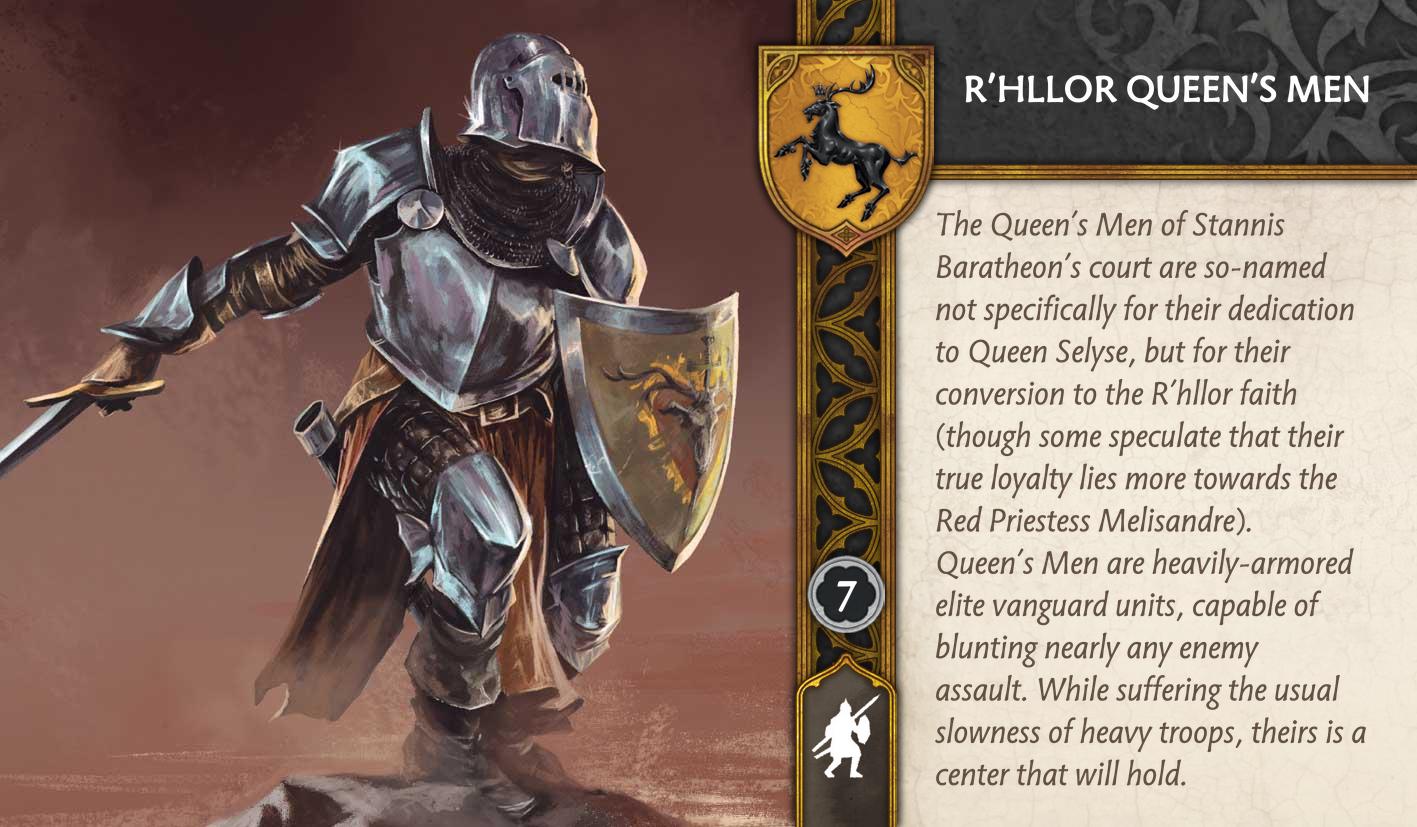 R'HLLOR QUEEN'S MEN
The Queen's Men of Stannis
Baratheon's court are so-named
not specifically for their dedication
to Queen Selyse, but for their
conversion to the R'hllor faith
(though some speculate that their
true loyalty lies more towards the
Red Priestess Melisandre).
Queen's Men are heavily-armored
elite vanguard units, capable of
blunting nearly any enemy
assault. While suffering the usual
slowness of heavy troops, theirs is a
center that will hold.
7